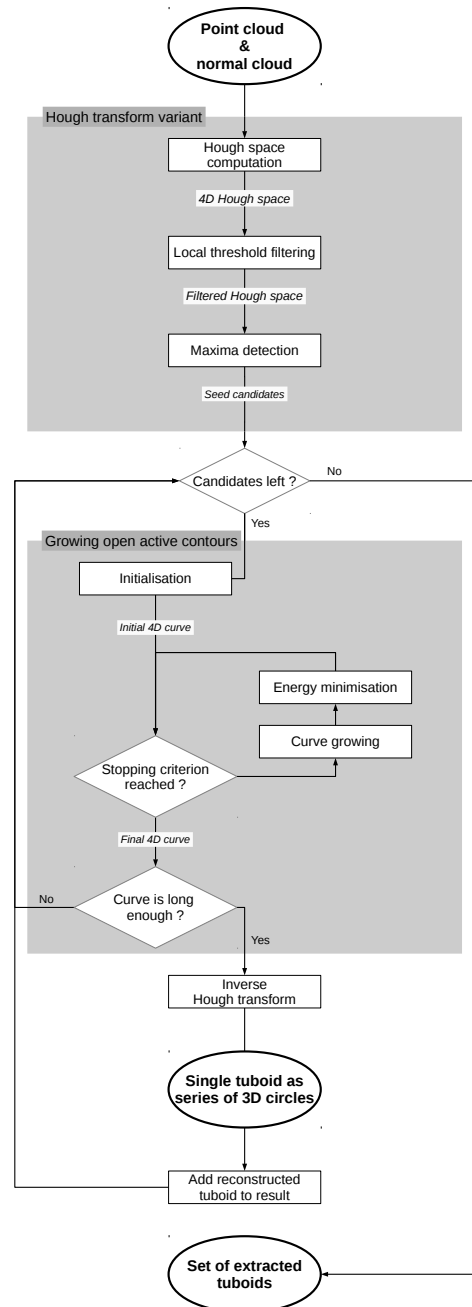 Point cloud
&
normal cloud
Hough transform variant
Hough space
computation
4D Hough space
Local threshold filtering
Filtered Hough space
Maxima detection
Seed candidates
Candidates left ?
No
Yes
Growing open active contours
Initialisation
Initial 4D curve
Energy minimisation
Curve growing
Stopping criterion
reached ?
Final 4D curve
No
Curve is long
enough ?
Yes
Inverse
Hough transform
Single tuboid as
series of 3D circles
Add reconstructed
tuboid to result
Set of extracted
tuboids